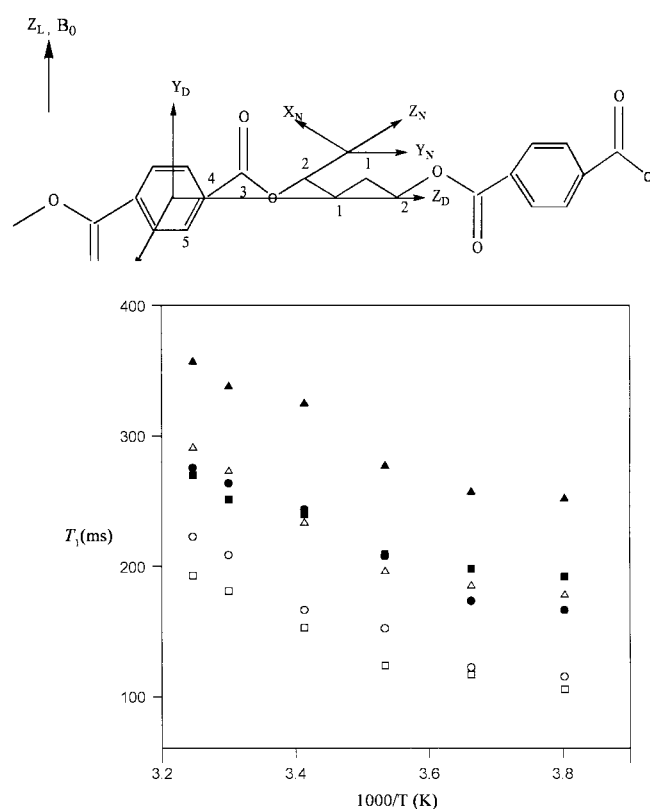 Z_L, B_0
Y_D
O
X_N
Z_N
O
2
1
Y_N
4
O
O
3
O
1
2
Z_D
5
O
400
300
T_1(ms)
200
100
3.2
3.4
3.6
3.8
1000/T (K)